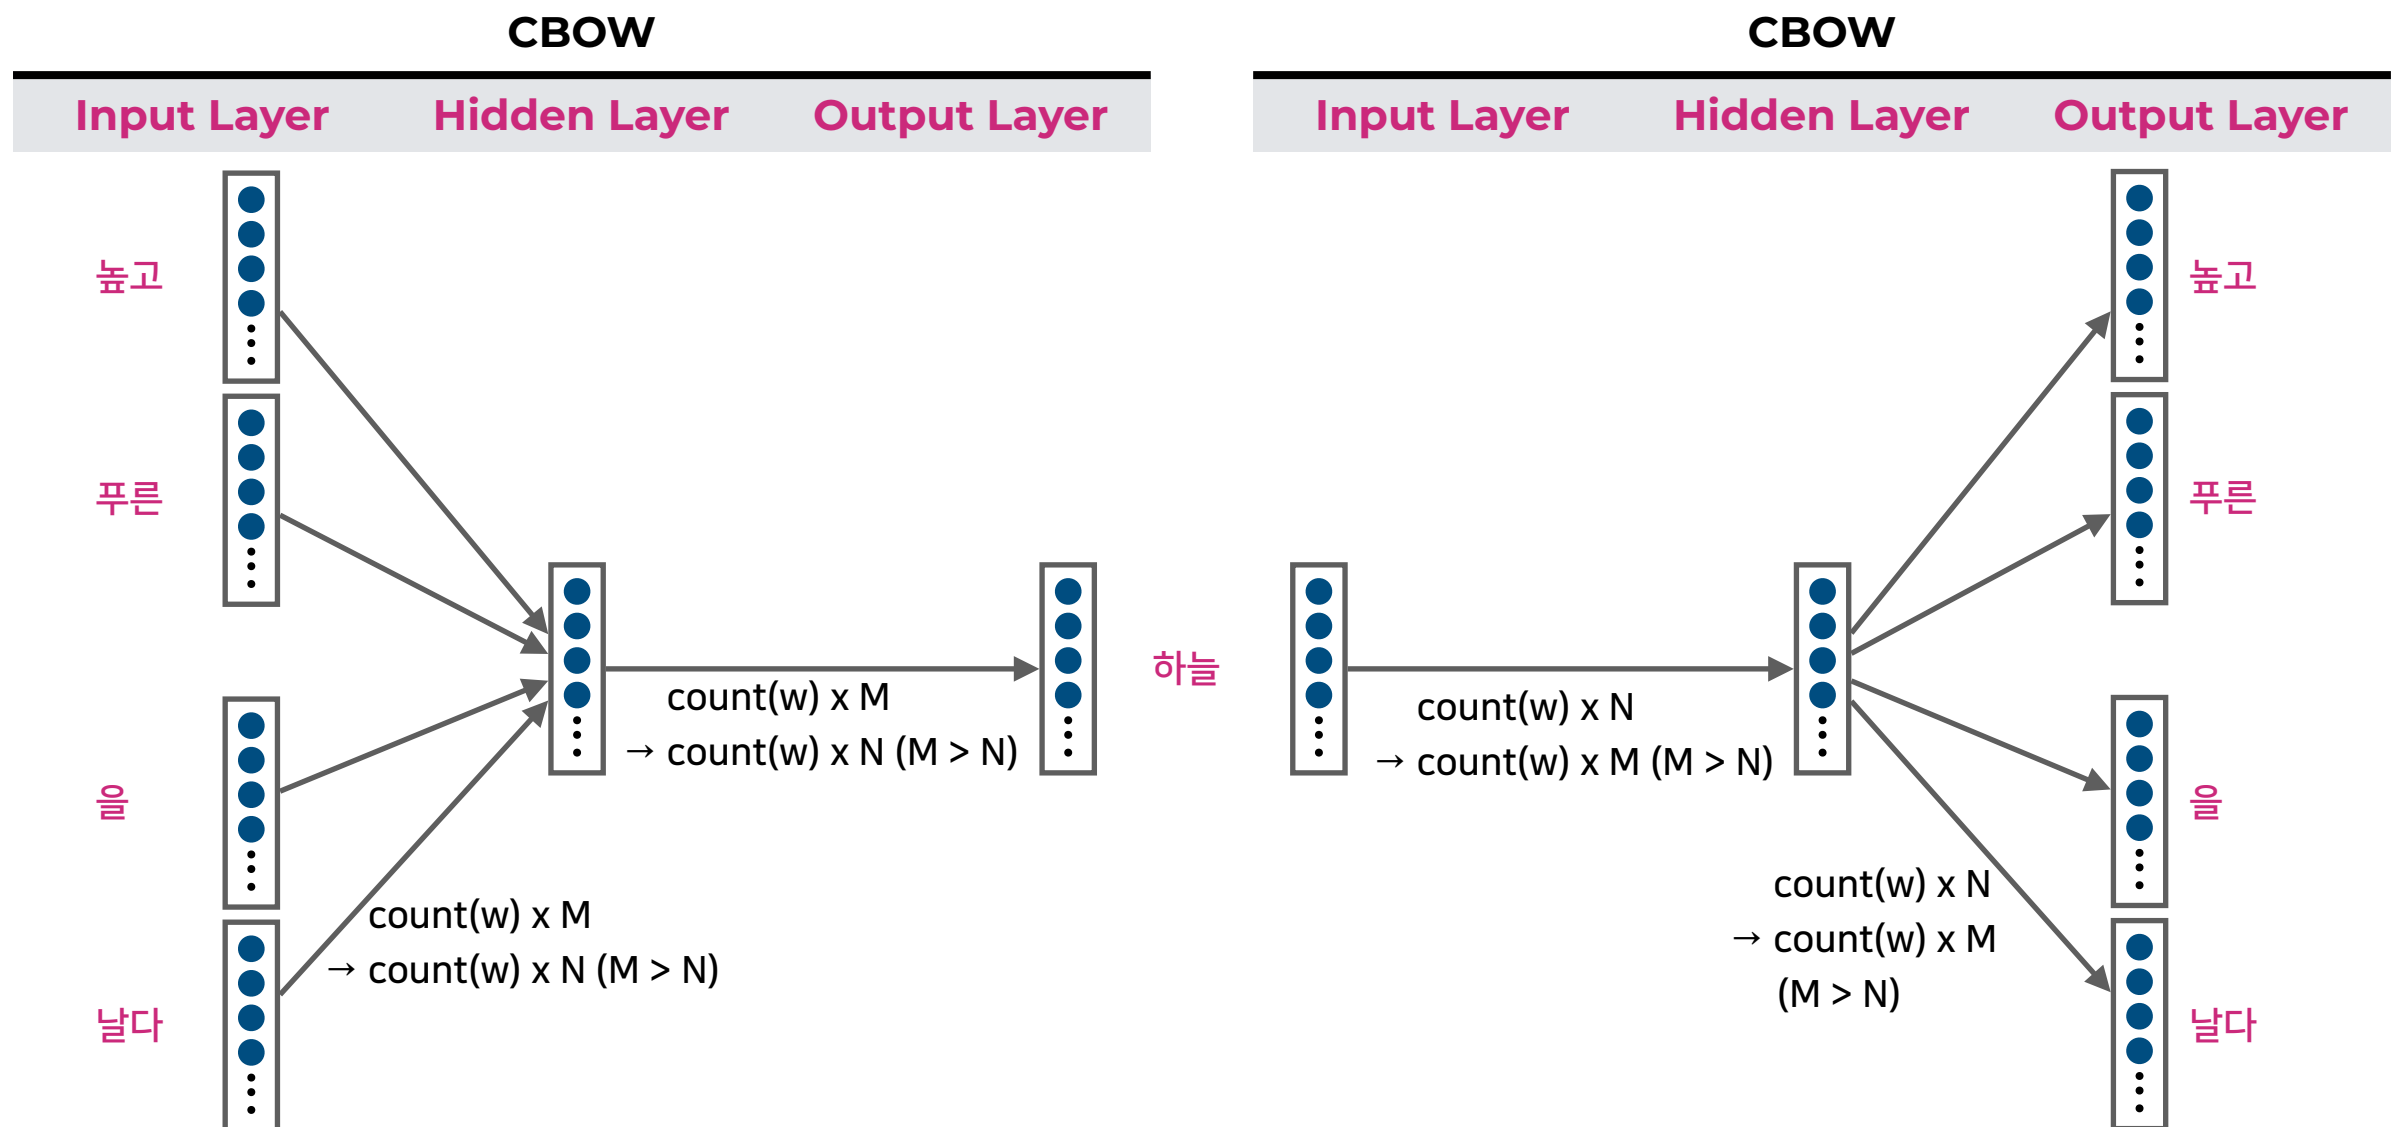 CBOW
Input Layer Hidden Layer Output Layer
높고
푸른
을
날다
count(w) x M
→ count(w) x N (M > N)
count(w) x M
→ count(w) x N (M > N)
하늘
CBOW
Input Layer Hidden Layer Output Layer
count(w) x N
→ count(w) x M (M > N)
count(w) x N
→ count(w) x M
(M > N)
높고
푸른
을
날다